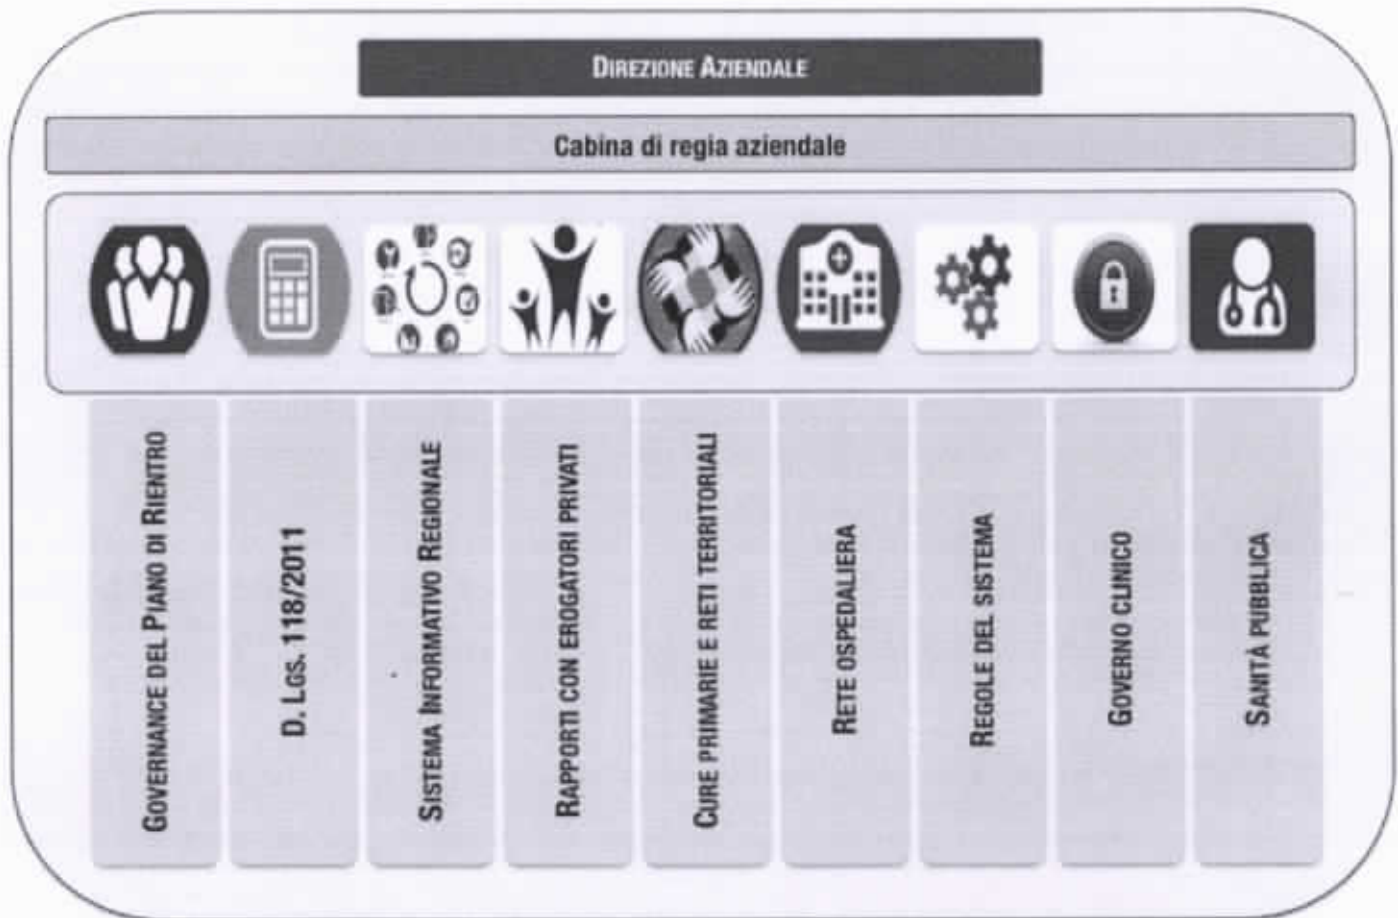 DIREZIONE AZIENDALE
Cabina di regia aziendale
GOVERNANCE DEL PIANO DI RIENTRO
D. LGS. 118/2011
SISTEMA INFORMATIVO REGIONALE
RAPPORTI CON EROGATORI PRIVATI
CURE PRIMARIE E RETI TERRITORIALI
RETE OSPEDALIERA
REGOLE DEL SISTEMA
GOVERNO CLINICO
SANITÀ PUBBLICA